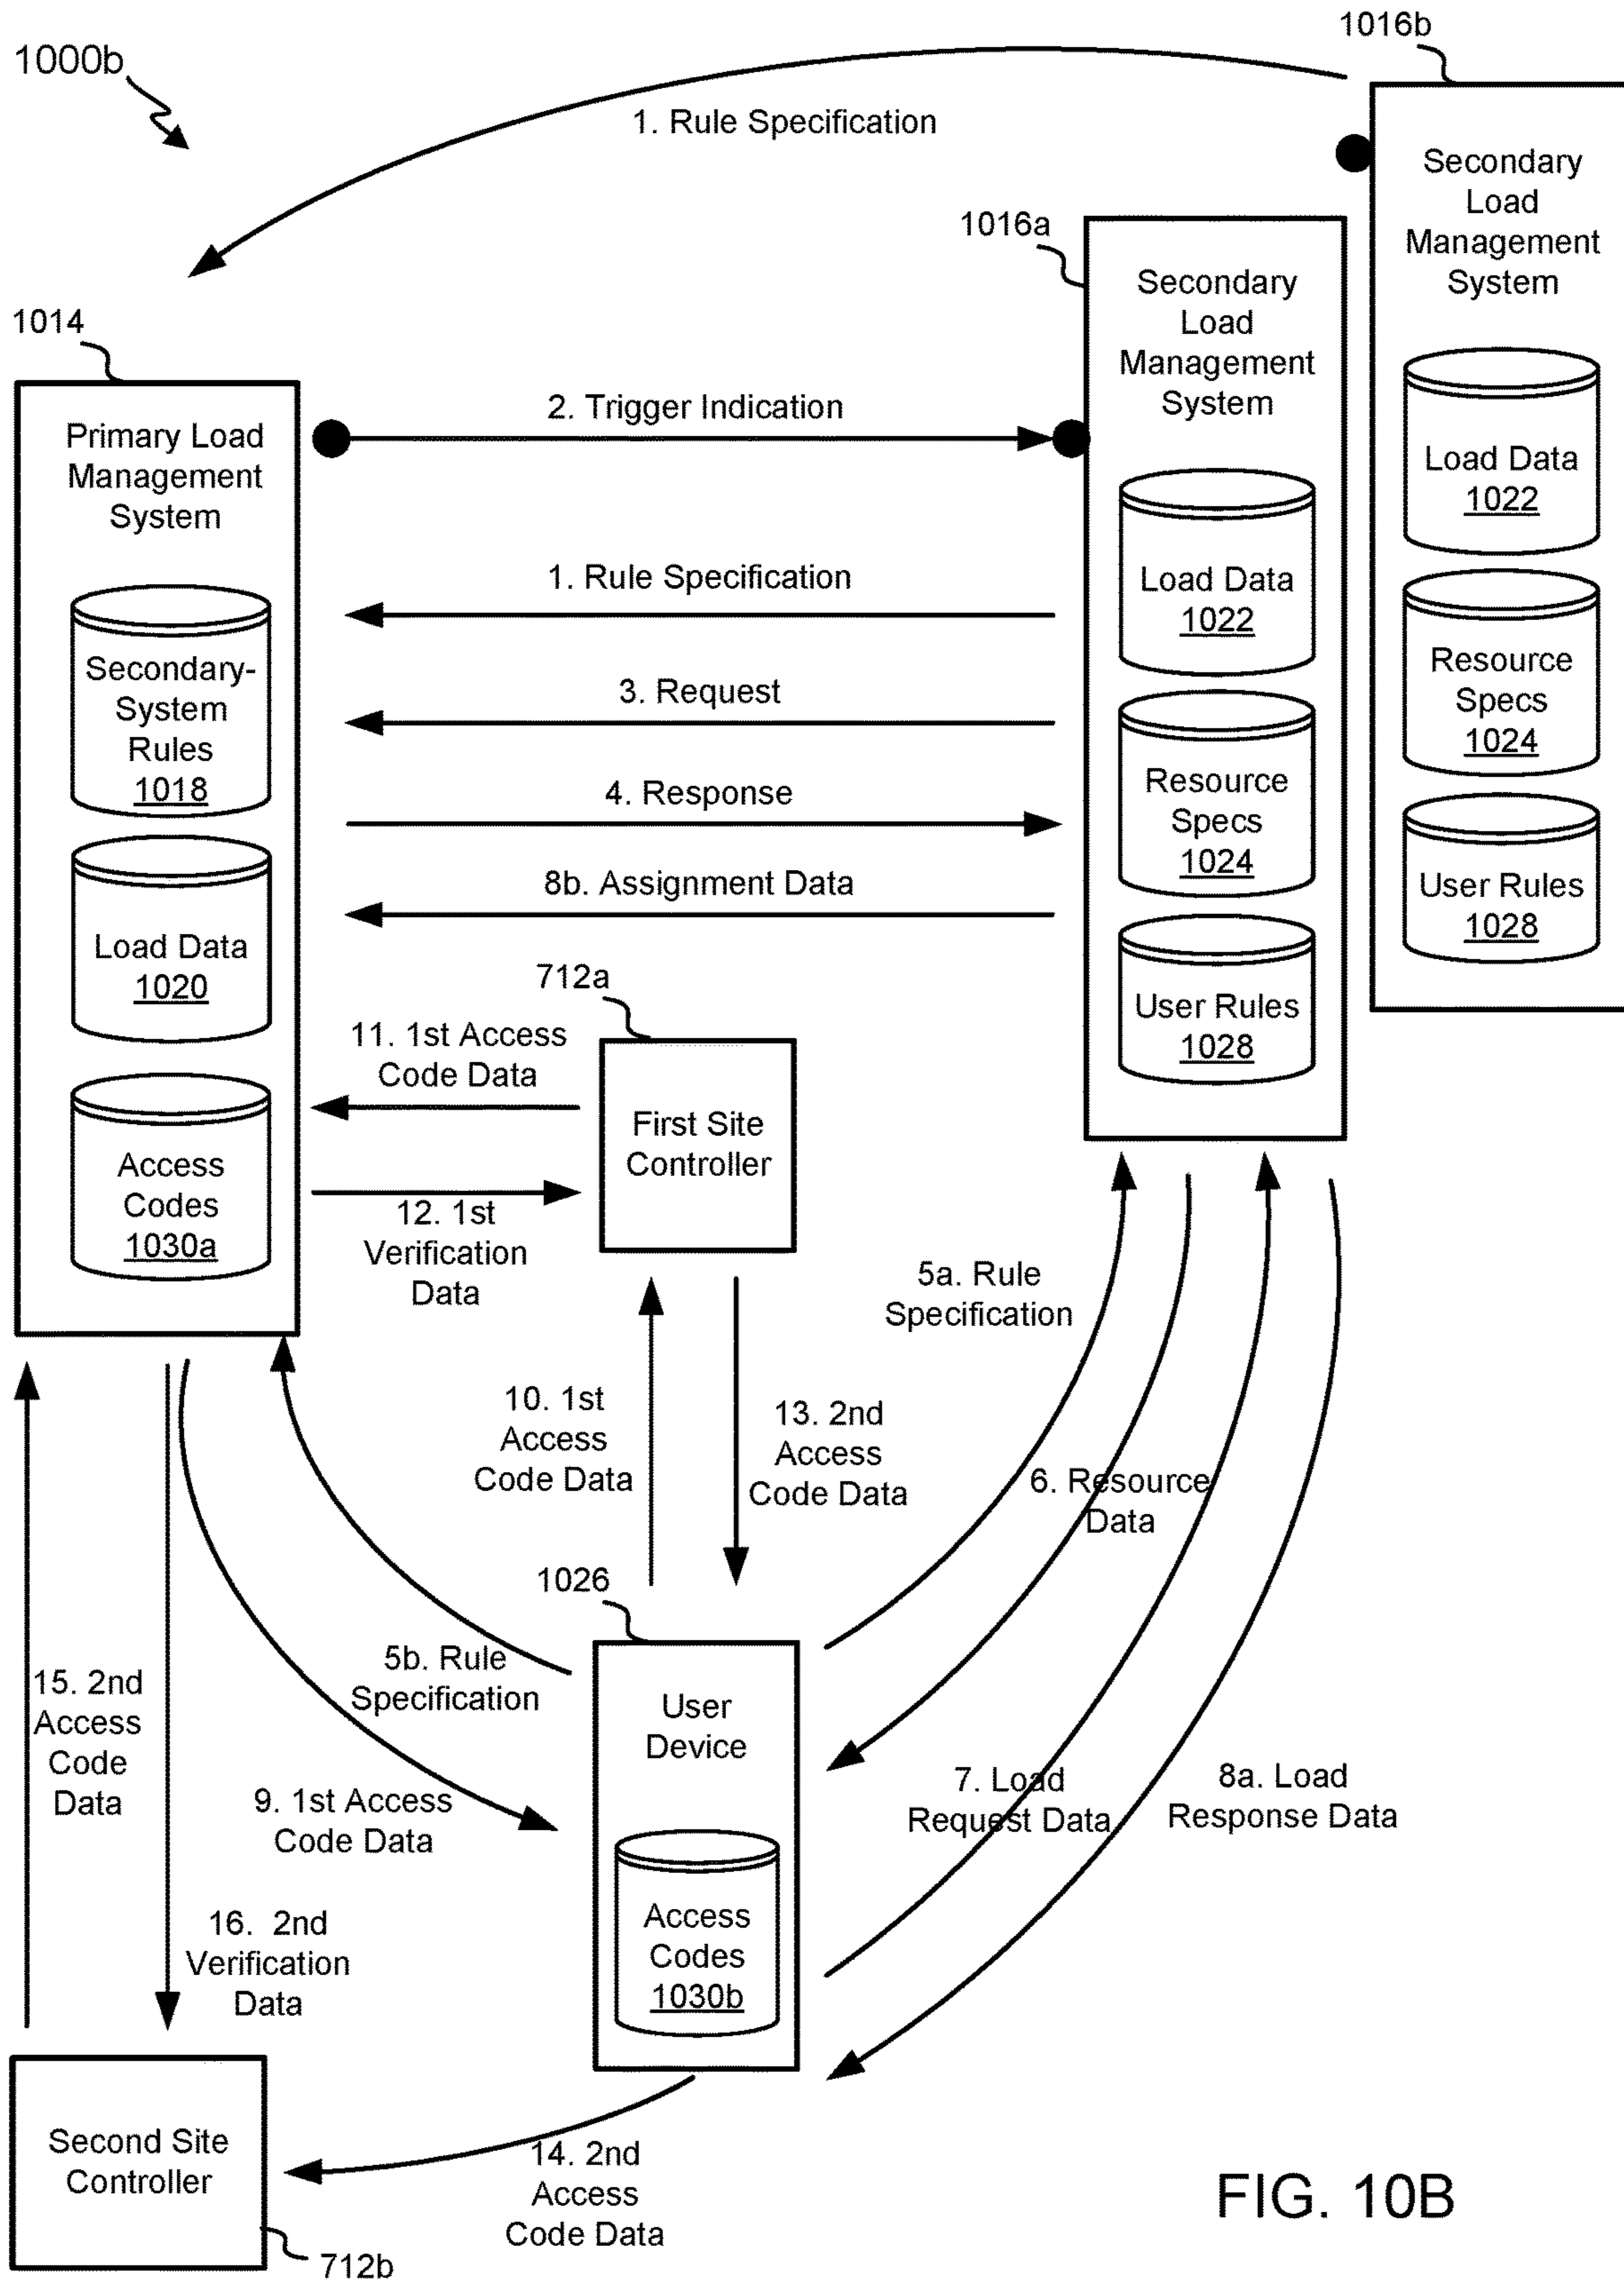 1000b
1016b
1. Rule Specification
Secondary
Load
Management
System
Load Data
1022
Resource
Specs
1024
User Rules
1028
1016a
Secondary
Load
Management
System
Load Data
1022
Resource
Specs
1024
User Rules
1028
1014
Primary Load
Management
System
Secondary-
System
Rules
1018
Load Data
1020
Access
Codes
1030a
2. Trigger Indication
1. Rule Specification
3. Request
4. Response
8b. Assignment Data
712a
11. 1st Access
Code Data
First Site
Controller
12. 1st
Verification
Data
5a. Rule
Specification
10. 1st
Access
Code Data
13. 2nd
Access
Code Data
6. Resource
Data
1026
5b. Rule
Specification
User
Device
15. 2nd
Access
Code
Data
9. 1st Access
Code Data
7. Load
Request Data
8a. Load
Response Data
Access
Codes
1030b
16. 2nd
Verification
Data
Second Site
Controller
14. 2nd
Access
Code Data
712b
FIG. 10B